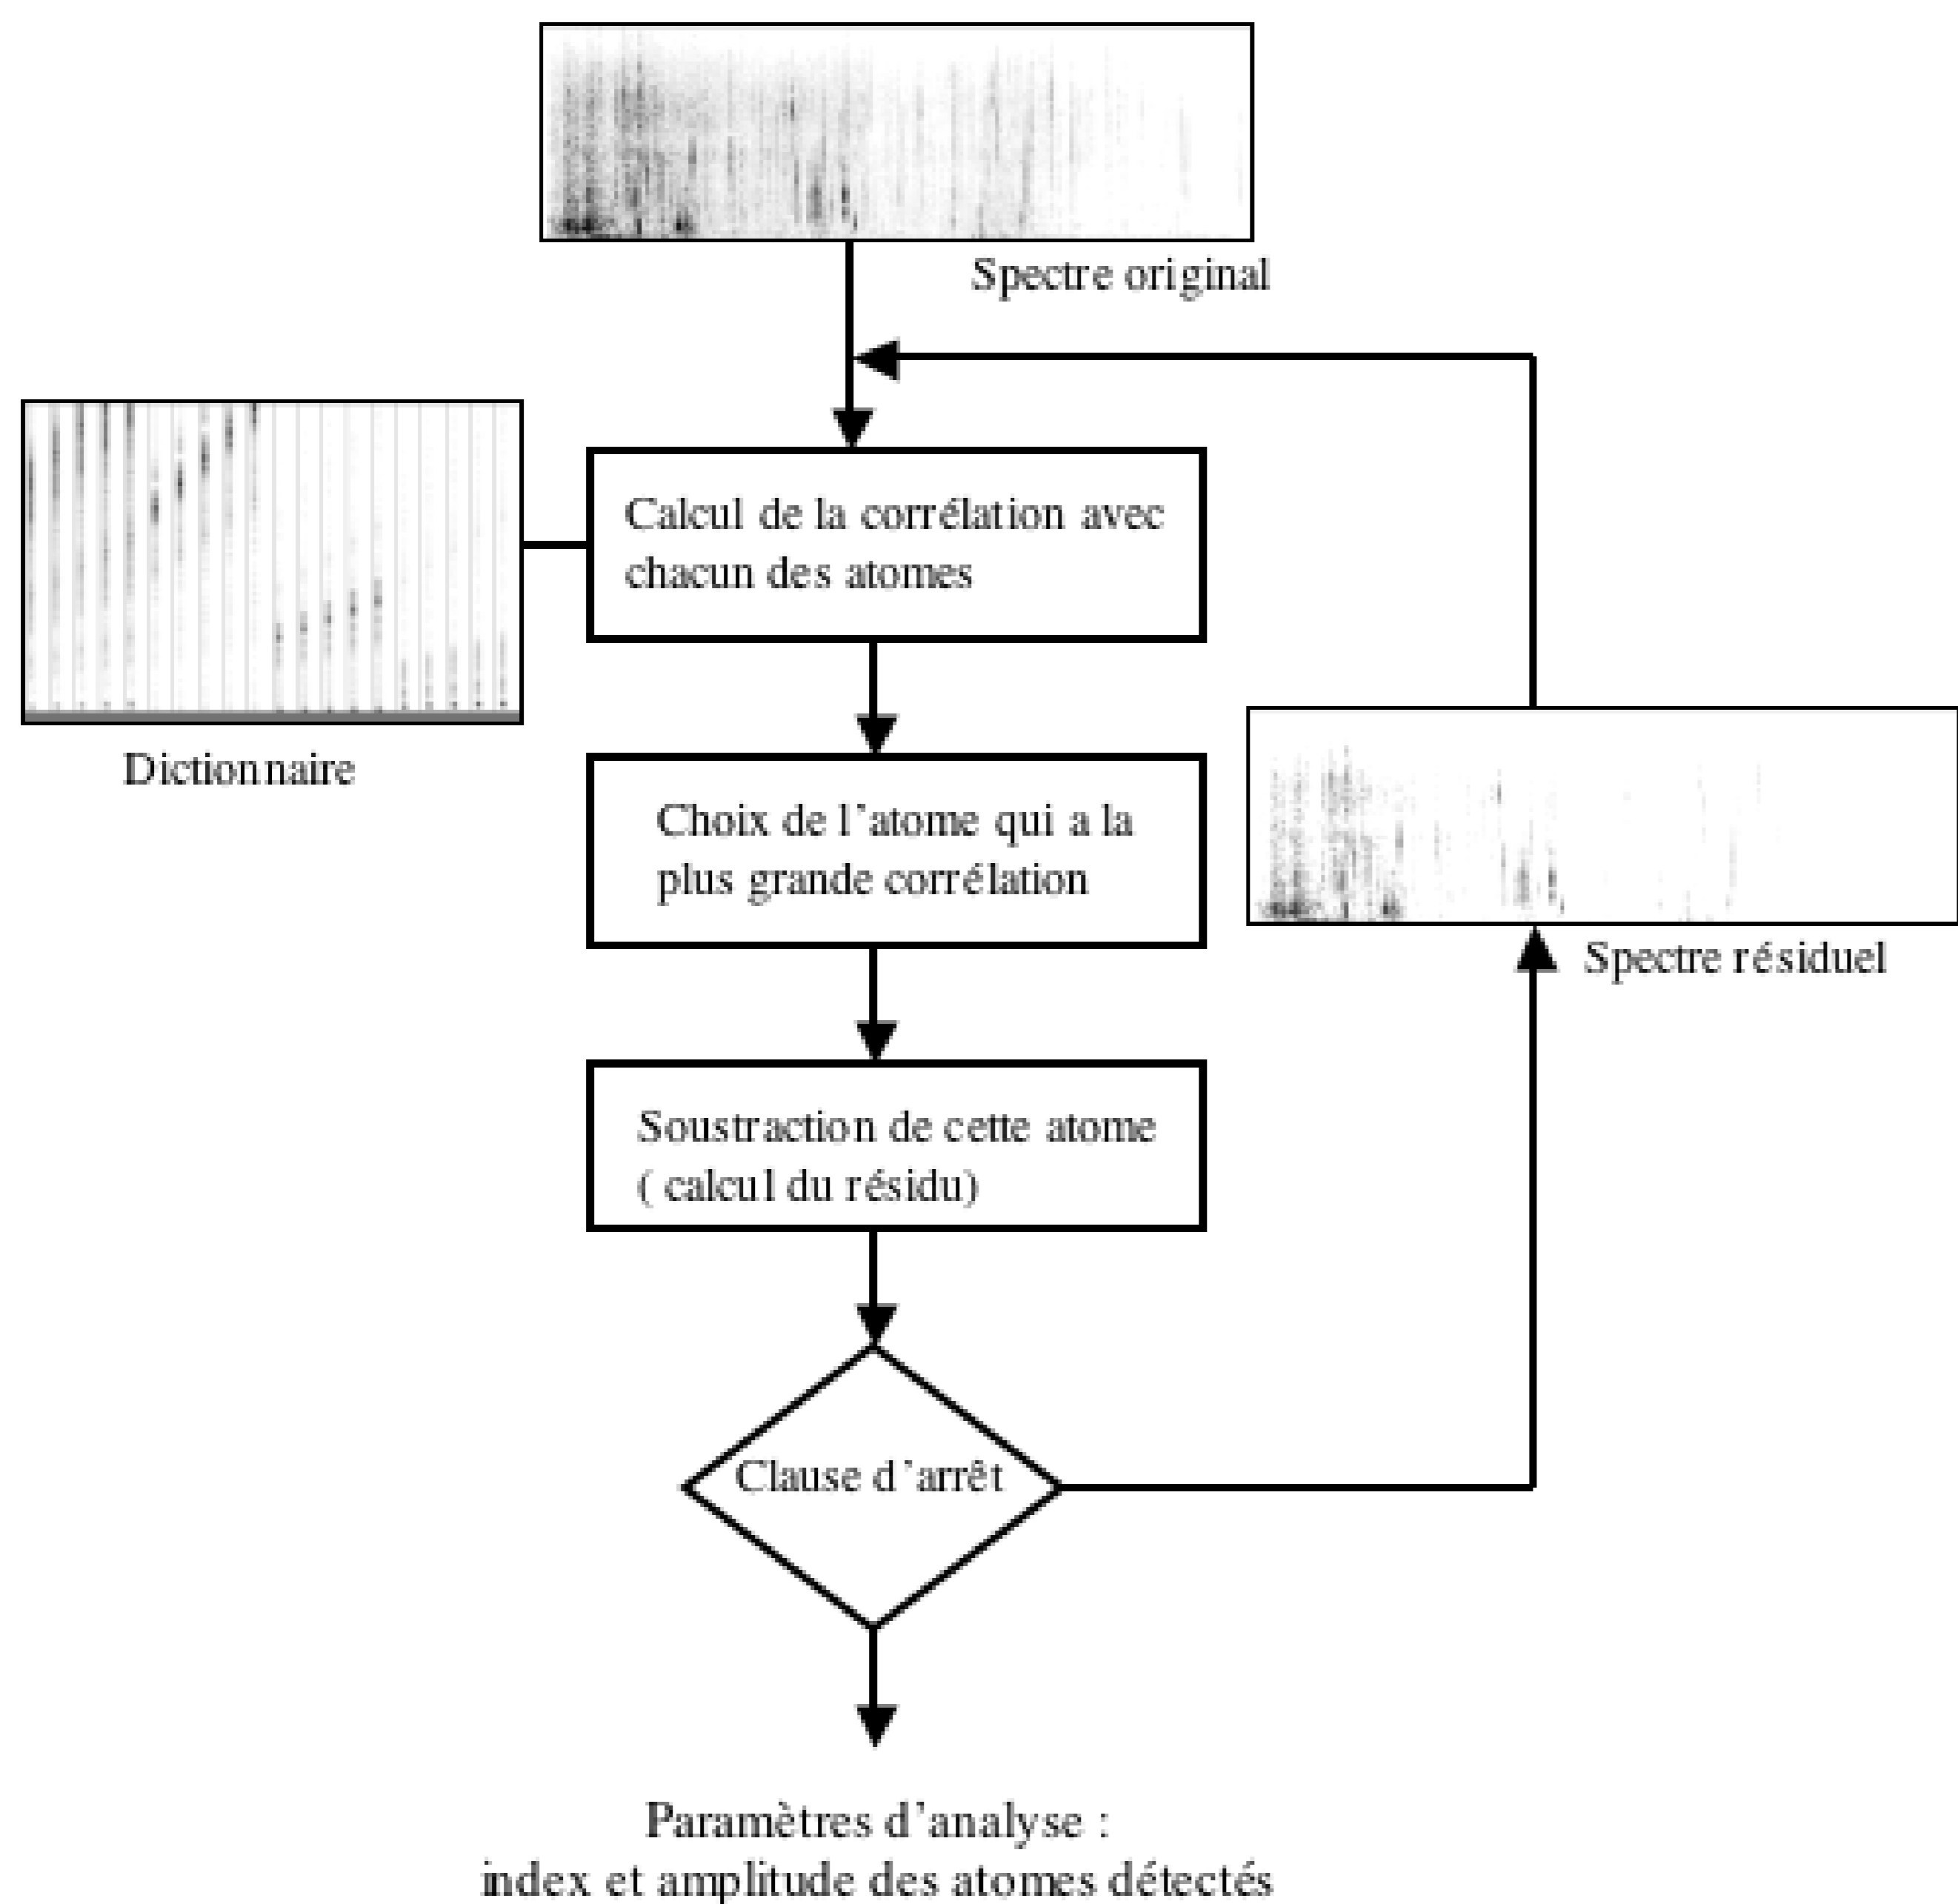 Spectre original
Calcul de la corrélation avec
chacun des atomes
Dictionnaire
Choix de l'atome qui a la
plus grande corrélation
Spectre résiduel
Soustraction de cette atome
( calcul du résidu)
Clause d'arrêt
Paramètres d'analyse :
index et amplitude des atomes détectés